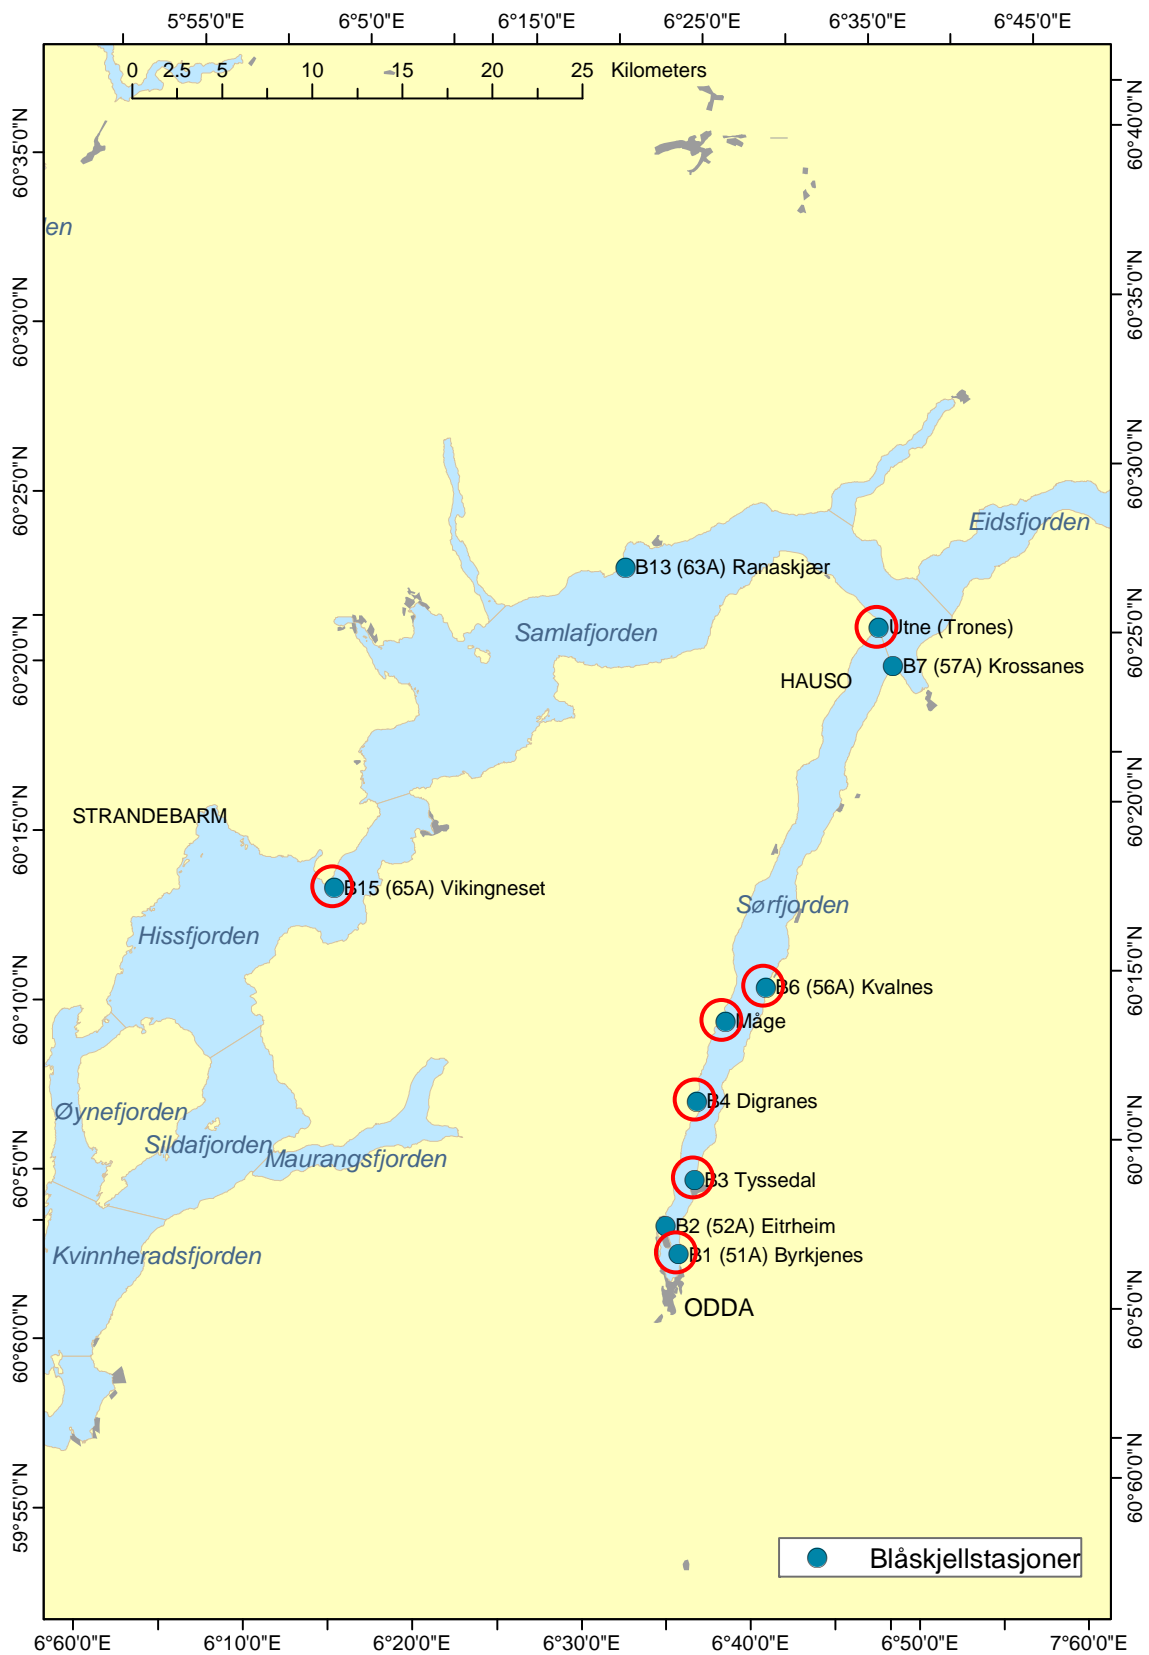 5°55'0"E 6°5'0"E 6°15'0"E 6°25'0"E 6°35'0"E 6°45'0"E
0 2.5 5 10 15 20 25 Kilometers
60°40'0"N
60°35'0"N
len
60°35'0"N
60°30'0"N
60°30'0"N
60°25'0"N
Eidsfjorden
B13 (63A) Ranaskjær
Utne (Trones)
Samlafjorden
60°25'0"N
60°20'0"N
B7 (57A) Krossanes
HAUSO
60°20'0"N
STRANDEBARM
60°15'0"N
B15 (65A) Vikingneset
Sørfjorden
Hissfjorden
60°15'0"N
B6 (56A) Kvalnes
60°10'0"N
Måge
B4 Digranes
Øynefjorden
60°10'0"N
Sildafjorden
Maurangsfjorden
60°5'0"N
B3 Tyssedal
B2 (52A) Eitrheim
Kvinnheradsfjorden
B1 (51A) Byrkjenes
ODDA
60°5'0"N
60°60'0"N
60°60'0"N
59°55'0"N
Blåskjellstasjoner
6°60'0"E 6°10'0"E 6°20'0"E 6°30'0"E 6°40'0"E 6°50'0"E 7°60'0"E